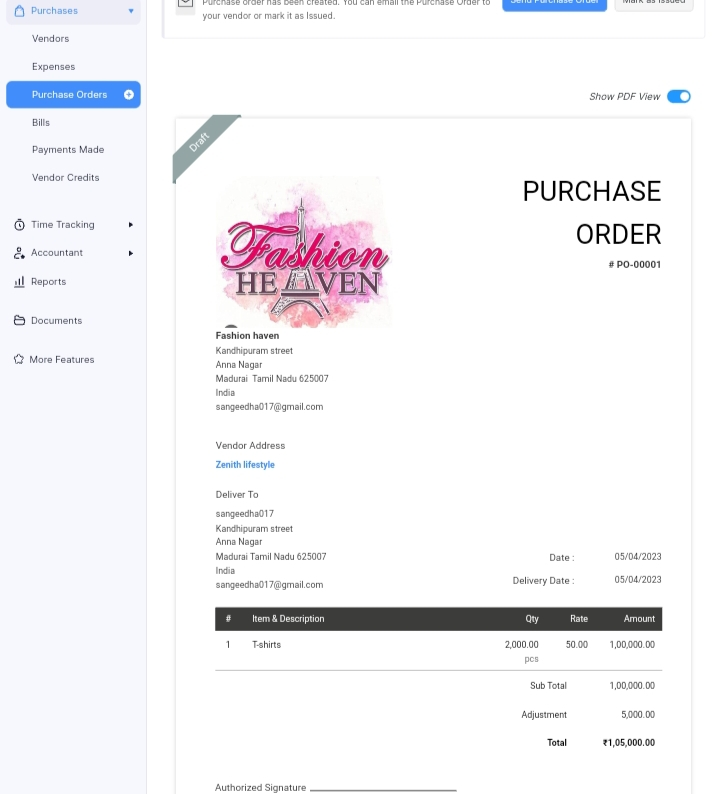 Purchases
Purchase order has been created. You can email the Purchase Order to
your vendor or mark it as Issued.
Send Purchase Order
Mark as Issued
Vendors
Expenses
Purchase Orders
Bills
Payments Made
Vendor Credits
Time Tracking
Accountant
Reports
Documents
More Features
Show PDF View
Draft
Fashion
HEAVEN
PURCHASE
ORDER
# PO-00001
Fashion haven
Kandhipuram street
Anna Nagar
Madurai Tamil Nadu 625007
India
sangeedha017@gmail.com
Vendor Address
Zenith lifestyle
Deliver To
sangeedha017
Kandhipuram street
Anna Nagar
Madurai Tamil Nadu 625007
India
sangeedha017@gmail.com
Date : 05/04/2023
Delivery Date : 05/04/2023
# Item & Description Qty Rate Amount
1 T-shirts 2,000.00 50.00 1,00,000.00
pcs
Sub Total 1,00,000.00
Adjustment 5,000.00
Total ₹1,05,000.00
Authorized Signature